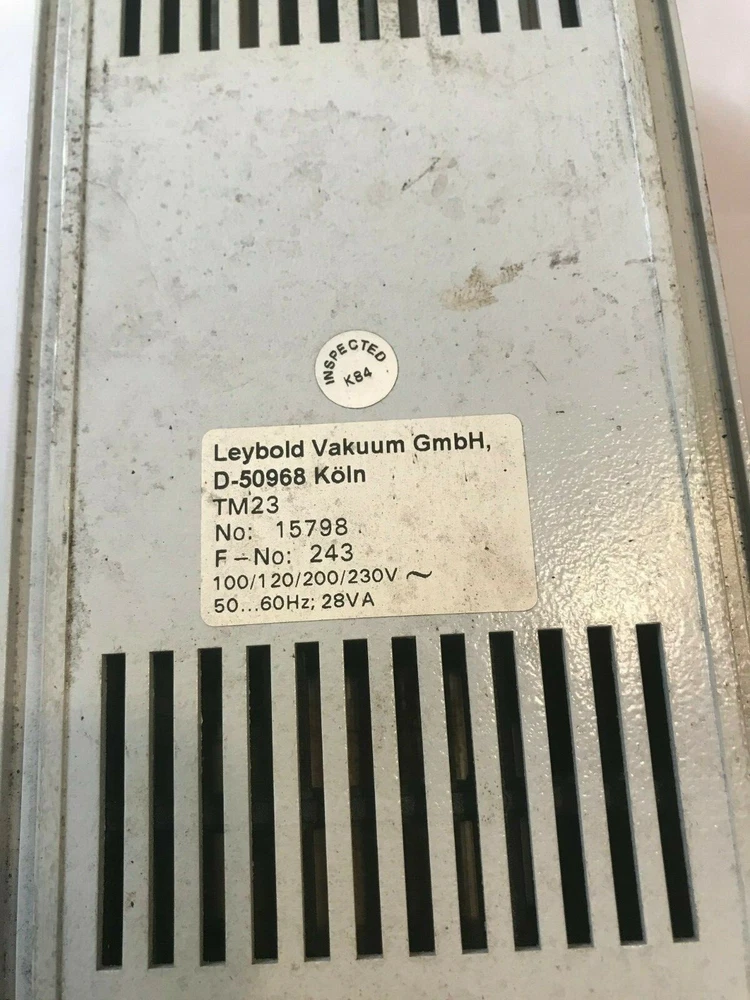 INSPECTED
K84
Leybold Vakuum GmbH,
D-50968 Köln
TM23
No: 15798
F-No: 243
100/120/200/230V ~
50...60Hz; 28VA